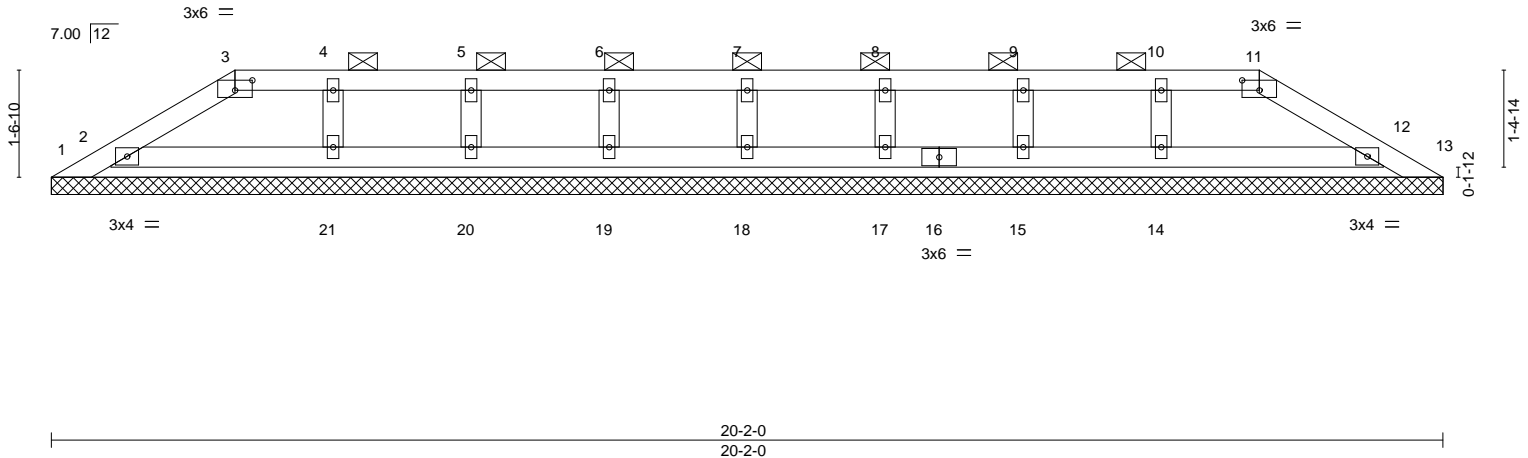 3x6 =
3x6 =
7.00 12
3 4 5 6 7 8 9 10 11
1-6-10
1-4-14
1 2
12
13
0-1-12
3x4 =
21 20 19 18 17 16 15 14
3x4 =
3x6 =
20-2-0
20-2-0